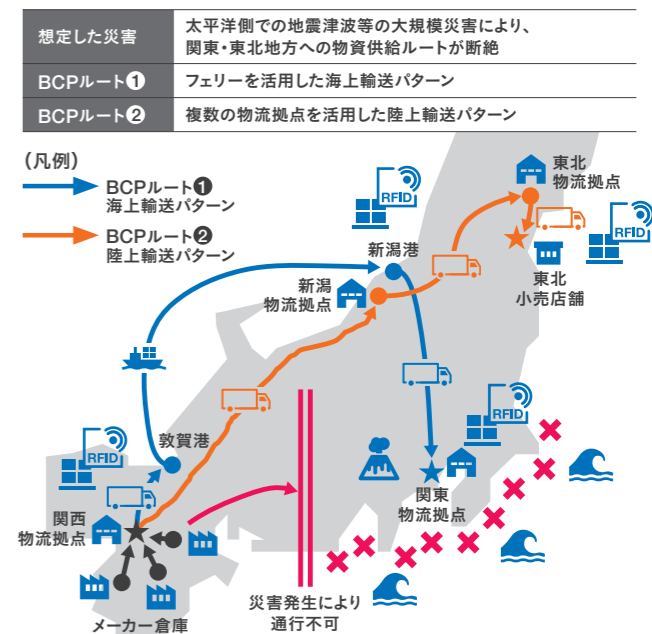 想定した災害
太平洋側での地震津波等の大規模災害により、
関東・東北地方への物資供給ルートが断絶
BCPルート❶
フェリーを活用した海上輸送パターン
BCPルート❷
複数の物流拠点を活用した陸上輸送パターン
(凡例)
BCPルート❶
海上輸送パターン
BCPルート❷
陸上輸送パターン
RFID
東北
物流拠点
RFID
東北
小売店舗
新潟港
新潟
物流拠点
RFID
敦賀港
RFID
関東
物流拠点
関西
物流拠点
メーカー倉庫
災害発生により
通行不可